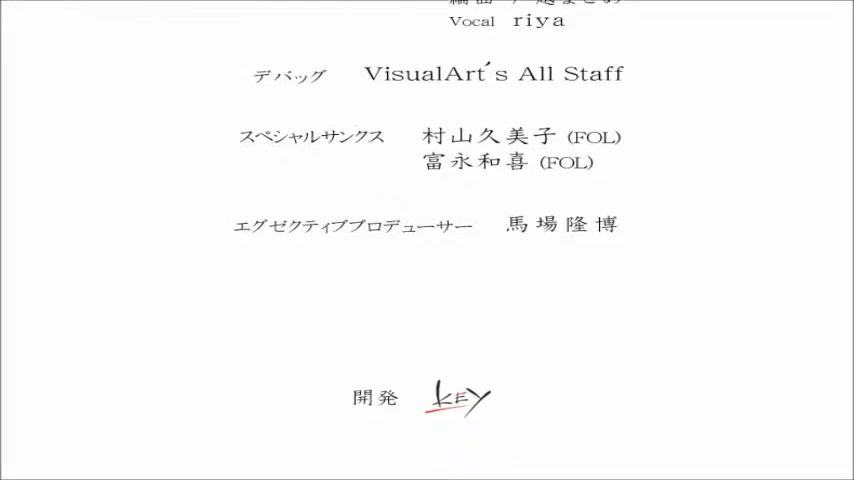 Vocal riya
デバッグ VisualArt's All Staff
スペシャルサンクス 村山久美子 (FOL)
富永和喜 (FOL)
エグゼクティブプロデューサー 馬場隆博
開発 KEY